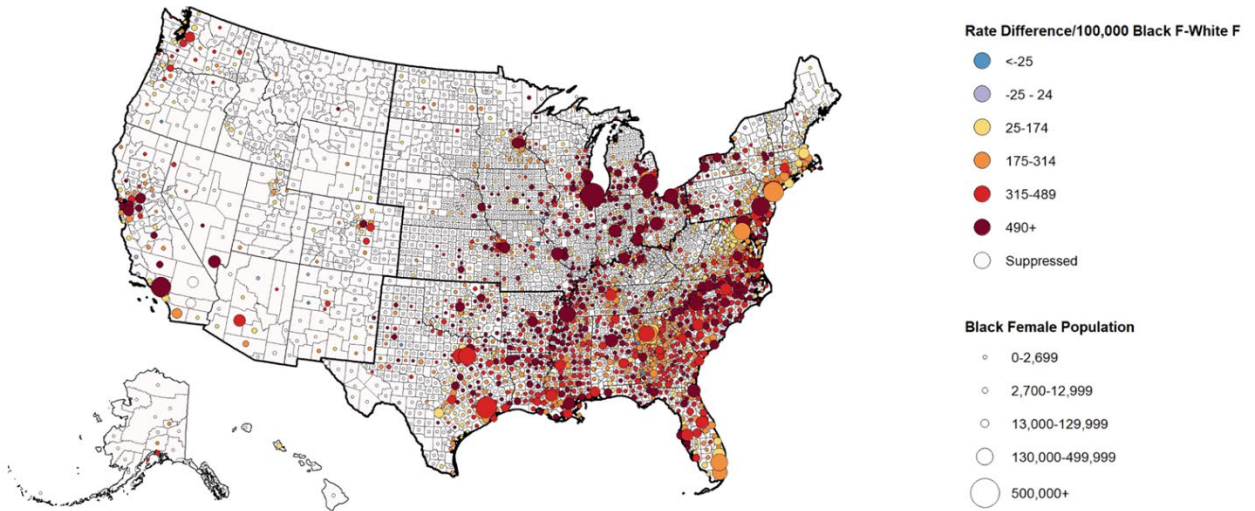 Rate Difference/100,000 Black F-White F
<-25
-25 - 24
25-174
175-314
315-489
490+
Suppressed
Black Female Population
0-2,699
2,700-12,999
13,000-129,999
130,000-499,999
500,000+